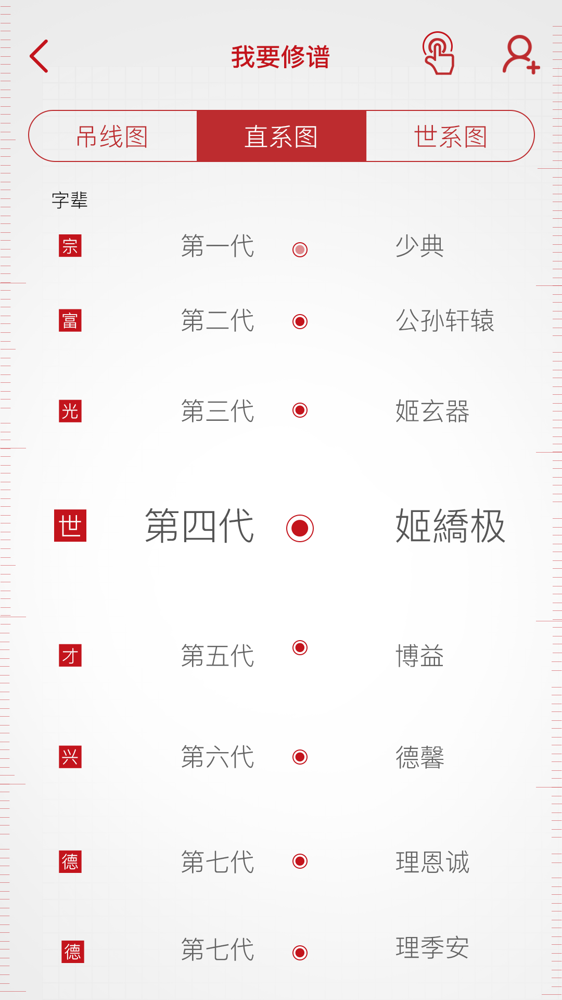 我要修谱
吊线图 直系图 世系图
字辈
宗 第一代 少典
富 第二代 公孙轩辕
光 第三代 姬玄器
世 第四代 姬繑极
才 第五代 博益
兴 第六代 德馨
德 第七代 理恩诚
德 第七代 理季安